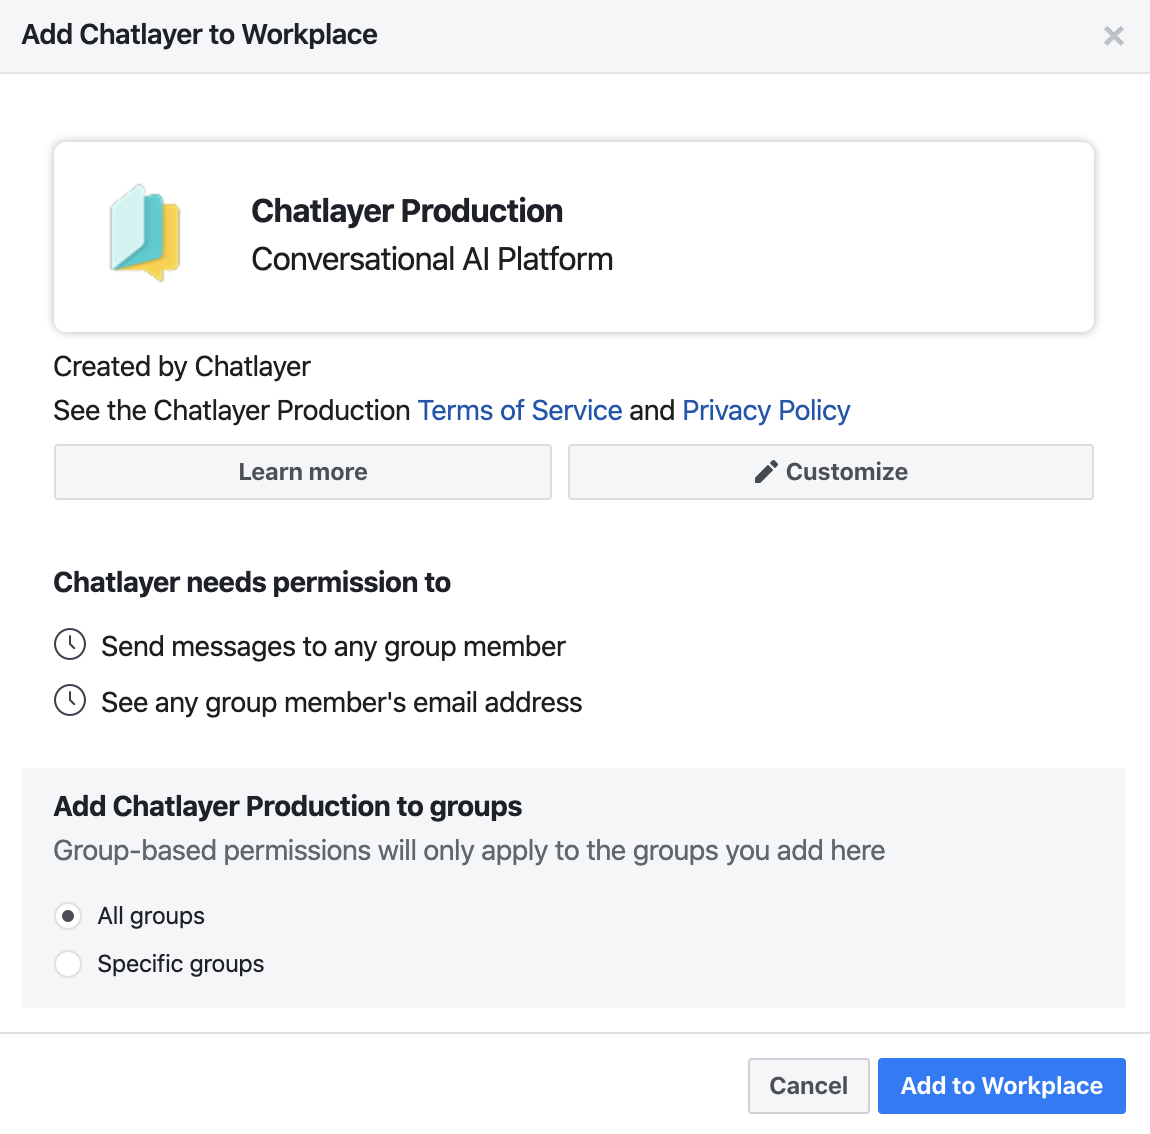 Add Chatlayer to Workplace
Chatlayer Production
Conversational AI Platform
Created by Chatlayer
See the Chatlayer Production Terms of Service and Privacy Policy
Learn more
Customize
Chatlayer needs permission to
Send messages to any group member
See any group member's email address
Add Chatlayer Production to groups
Group-based permissions will only apply to the groups you add here
All groups
Specific groups
Cancel
Add to Workplace